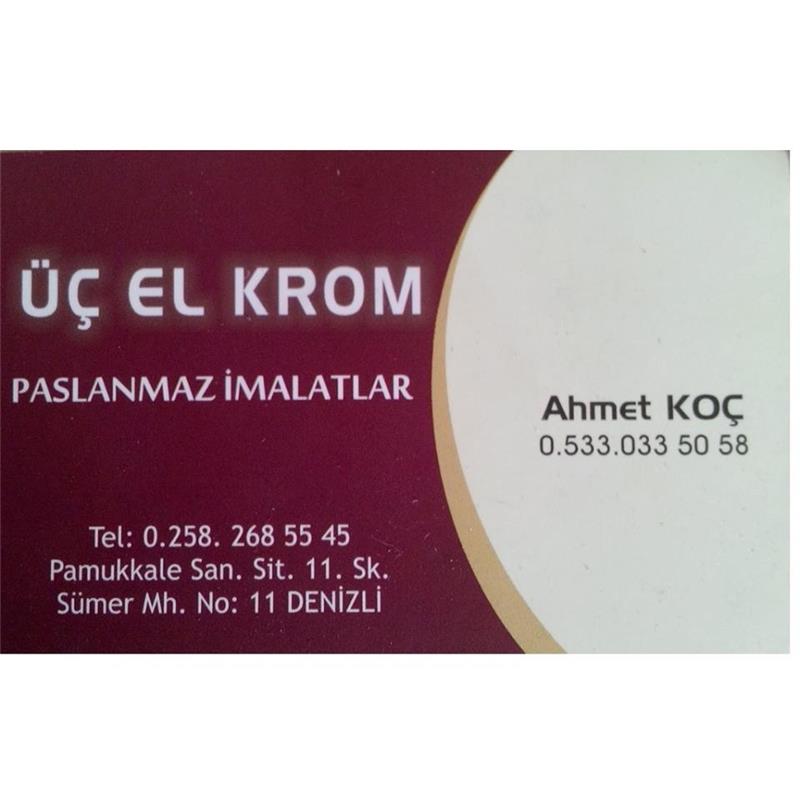 ÜÇ EL KROM
PASLANMAZ İMALATLAR
Ahmet KOÇ
0.533.033 50 58
Tel: 0.258. 268 55 45
Pamukkale San. Sit. 11. Sk.
Sümer Mh. No: 11 DENİZLİ